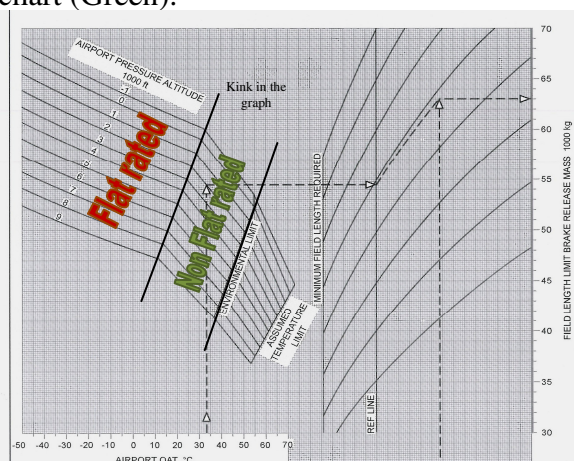 chart (Green).
AIRPORT PRESSURE ALTITUDE
1000 ft
Kink in the
graph
-1
0
1
2
3
4
5
6
7
8
9
Flat rated
Non Flat rated
ENVIRONMENTAL LIMIT
ASSUMED
TEMPERATURE
LIMIT
MINIMUM FIELD LENGTH REQUIRED
REF LINE
70
65
60
55
50
45
40
35
30
FIELD LENGTH LIMIT BRAKE RELEASE MASS 1000 kg
-50 -40 -30 -20 -10 0 10 20 30 40 50 60 70
AIRPORT OAT °C